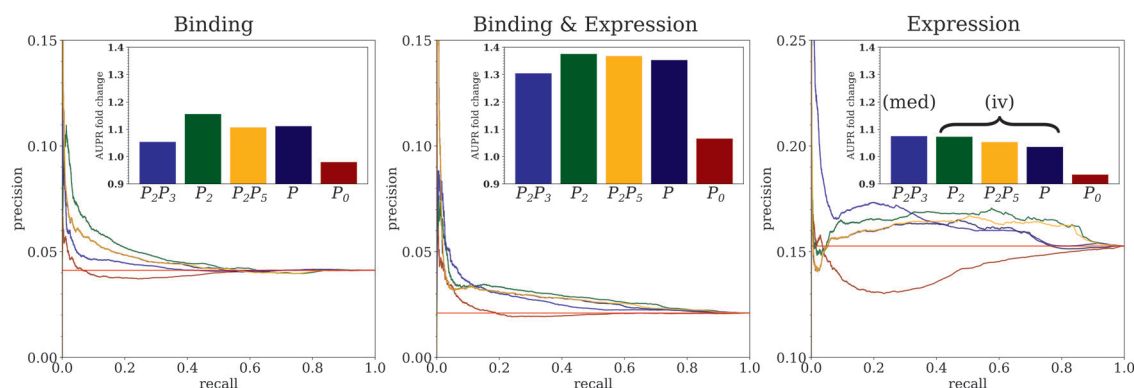 Binding
0.15
0.10
0.05
0.00
precision
0.0 0.2 0.4 0.6 0.8 1.0
recall
1.4
1.3
1.2
1.1
1.0
0.9
AUPR fold change
P2P3 P2 P2P5 P P0
Binding & Expression
0.15
0.10
0.05
0.00
precision
0.0 0.2 0.4 0.6 0.8 1.0
recall
1.4
1.3
1.2
1.1
1.0
0.9
AUPR fold change
P2P3 P2 P2P5 P P0
Expression
0.25
0.20
0.15
0.10
precision
0.0 0.2 0.4 0.6 0.8 1.0
recall
1.4
1.3
1.2
1.1
1.0
0.9
AUPR fold change
(med) (iv)
P2P3 P2 P2P5 P P0